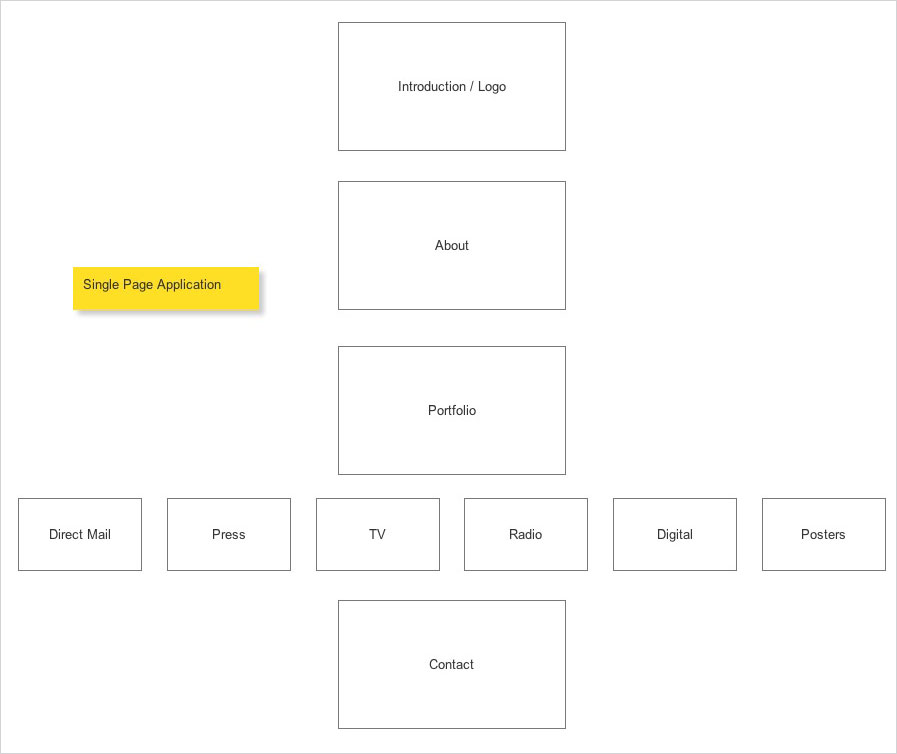 Introduction / Logo
About
Single Page Application
Portfolio
Direct Mail
Press
TV
Radio
Digital
Posters
Contact